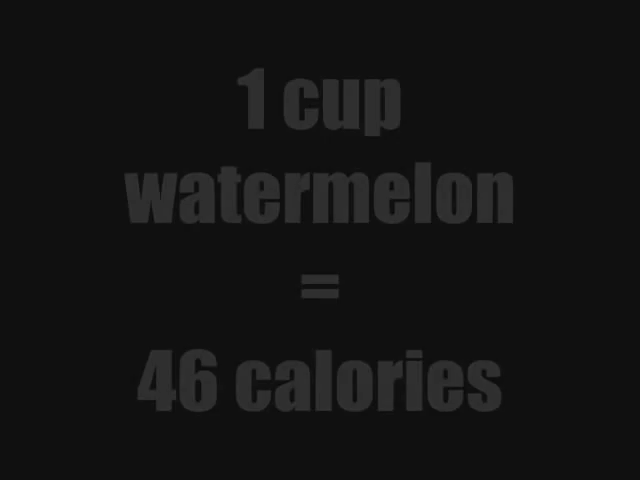 1 cup
watermelon
=
46 calories